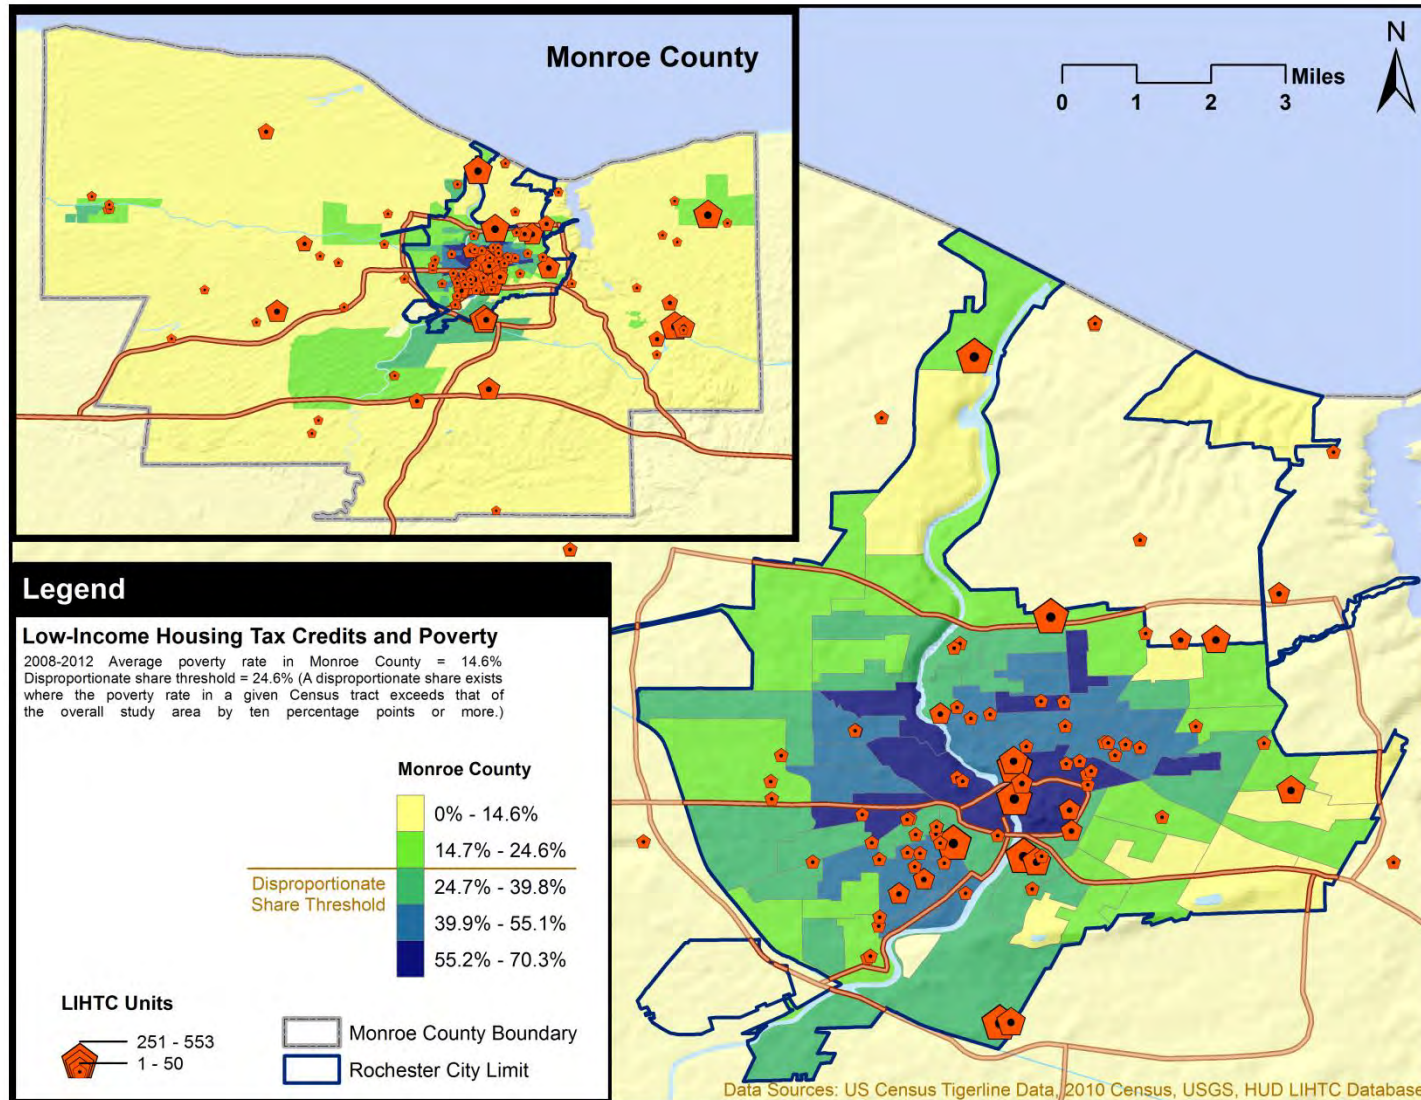 Monroe County
N
Miles
0 1 2 3
Legend
Low-Income Housing Tax Credits and Poverty
2008-2012 Average poverty rate in Monroe County = 14.6%
Disproportionate share threshold = 24.6% (A disproportionate share exists
where the poverty rate in a given Census tract exceeds that of
the overall study area by ten percentage points or more.)
Monroe County
0% - 14.6%
14.7% - 24.6%
Disproportionate
Share Threshold
24.7% - 39.8%
39.9% - 55.1%
55.2% - 70.3%
LIHTC Units
251 - 553
1 - 50
Monroe County Boundary
Rochester City Limit
Data Sources: US Census Tigerline Data, 2010 Census, USGS, HUD LIHTC Database